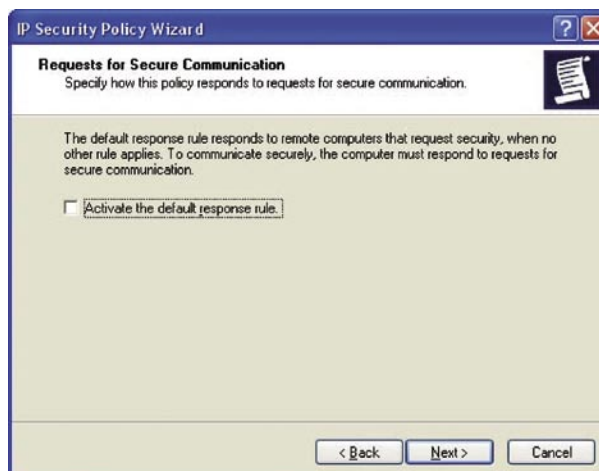 IP Security Policy Wizard
Requests for Secure Communication
Specify how this policy responds to requests for secure communication.
The default response rule responds to remote computers that request security, when no
other rule applies. To communicate securely, the computer must respond to requests for
secure communication.
Activate the default response rule.
< Back
Next >
Cancel